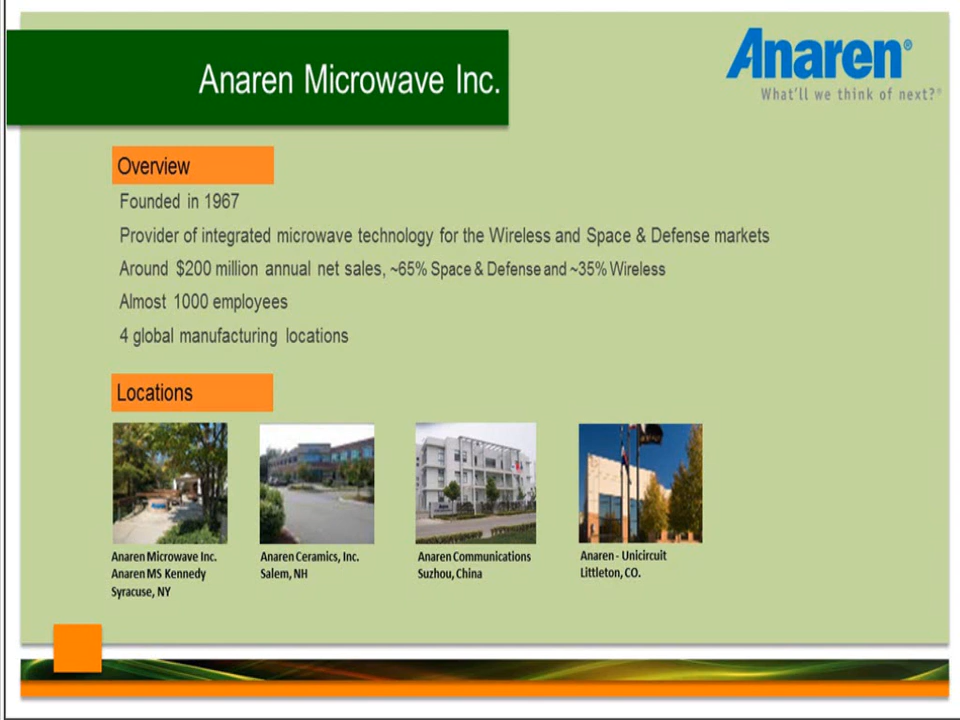 Anaren Microwave Inc.
Anaren®
What'll we think of next?®
Overview
Founded in 1967
Provider of integrated microwave technology for the Wireless and Space & Defense markets
Around $200 million annual net sales, ~65% Space & Defense and ~35% Wireless
Almost 1000 employees
4 global manufacturing locations
Locations
Anaren Microwave Inc.
Anaren MS Kennedy
Syracuse, NY
Anaren Ceramics, Inc.
Salem, NH
Anaren Communications
Suzhou, China
Anaren - Unicircuit
Littleton, CO.